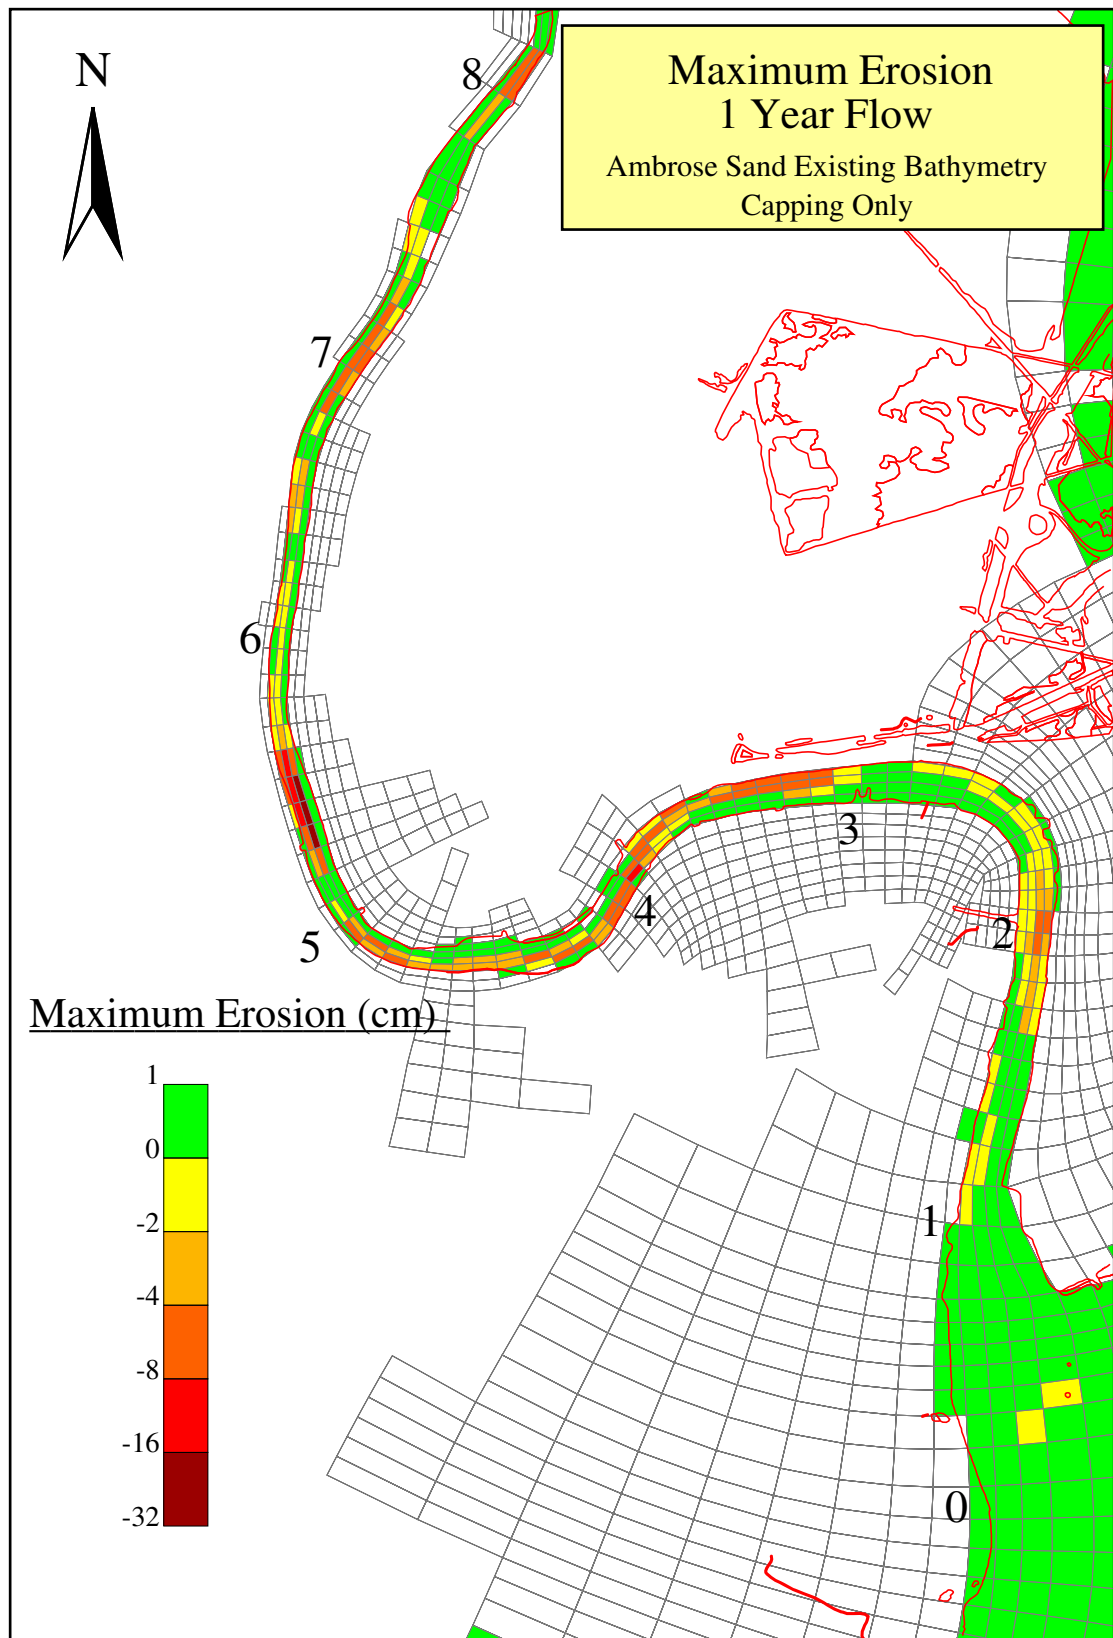 N
Maximum Erosion
1 Year Flow
Ambrose Sand Existing Bathymetry
Capping Only
8
7
6
5
4
3
2
1
0
Maximum Erosion (cm)
1
0
-2
-4
-8
-16
-32